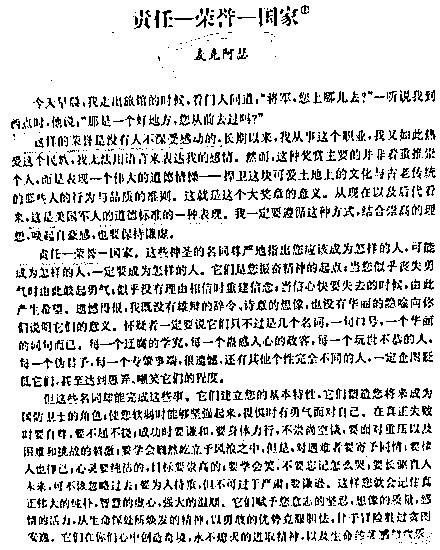 责任—荣誉—国家①
麦克阿瑟
今天早晨,我走出旅馆的时候,看门人问道:“将军,您上哪儿去?”一听说我到
西点时,他说:“那是一个好地方,您从前去过吗?”
这样的荣誉是没有人不深受感动的,长期以来,我从事这个职业,我又如此热
爱这个民族,我无法用语言来表达我的感情。然而,这种奖赏主要的并非着重推崇
个人,而是表现一个伟大的道德情操——捍卫这块可爱土地上的文化与古老传统
的那些人的行为与品质的准则。这就是这个大奖章的意义。从现在以及后代看
来,这是美国军人的道德标准的一种表现。我一定要遵循这种方式,结合崇高的理
想,唤起自豪感,也要保持谦虚。
责任—荣誉—国家。这些神圣的名词尊严地指出您应该成为怎样的人,可能
成为怎样的人,一定要成为怎样的人。它们是您振奋精神的起点;当您似乎丧失勇
气时由此鼓起勇气;似乎没有理由相信时重建信念;当信心快要失去的时候,由此
产生希望。遗憾得很,我既没有雄辩的辞令、诗意的想像,也没有华丽的隐喻向你
们说明它们的意义。怀疑者一定要说它们只不过是几个名词,一句口号,一个华丽
的词句而已。每一个迂腐的学究,每一个蛊惑人心的政客,每一个玩世不恭的人,
每一个伪君子,每一个专肇事端,很遗憾,还有其他个性完全不同的人,一定企图贬
低它们,甚至达到愚弄、嘲笑它们的程度。
但这些名词却能完成这些事。它们建立您的基本特性,它们塑造您将来成为
国防卫士的角色;使您软弱时能够坚强起来,畏惧时有勇气面对自己。在真正失败
时要自尊,要不屈不挠;成功时要谦和,要身体力行,不崇尚空谈,要面对重压以及
困难和挑战的刺激;要学会巍然屹立于风浪之中,但是,对遇难者要寄予同情;要律
人也律己;心灵要纯洁的,目标要崇高的;要学会笑,不要忘记怎么哭;要长驱直入
未来,可不该忽略过去;要为人持重,但不可过于严肃;要谦逊。这样您就会记住真
正伟大的纯朴,智慧的虚心,强大的温顺。它们赋予您意志的坚忍,想像的质量,感
情的活力,从生命深处所焕发的精神,以勇敢的优势克服胆怯,甘于冒险胜过贪图
安逸。它们在你们心中创造奇境,永不熄灭的进取精神,以及生命的灵感